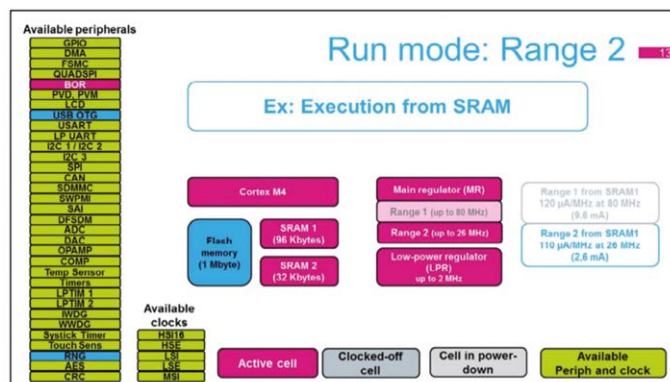 Available peripherals
GPIO
DMA
FSMC
QUADSPI
BOR
PVD, PVM
LCD
USB OTG
USART
LP UART
I2C 1 / I2C 2
I2C 3
SPI
CAN
SDMMC
SWPMI
SAI
DFSDM
ADC
DAC
OPAMP
COMP
Temp Sensor
Timers
LPTIM 1
LPTIM 2
IWDG
WWDG
Systick Timer
Touch Sens
RNG
AES
CRC
Available
clocks
HSI16
HSE
LSI
LSE
MSI
Run mode: Range 2
Ex: Execution from SRAM
Cortex M4
Flash
memory
(1 Mbyte)
SRAM 1
(96 Kbytes)
SRAM 2
(32 Kbytes)
Main regulator (MR)
Range 1 (up to 80 MHz)
Range 2 (up to 26 MHz)
Low-power regulator
(LPR)
up to 2 MHz
Range 1 from SRAM1
120 µA/MHz at 80 MHz
(9.6 mA)
Range 2 from SRAM1
110 µA/MHz at 26 MHz
(2,6 mA)
Active cell
Clocked-off
cell
Cell in power-
down
Available
Periph and clock